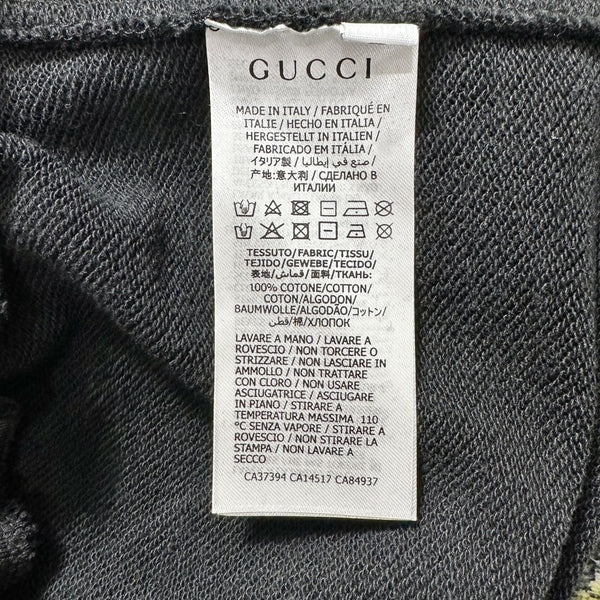 GUCCI
MADE IN ITALY / FABRIQUÉ EN
ITALIE / HECHO EN ITALIA /
HERGESTELLT IN ITALIEN /
FABRICADO EM ITÁLIA /
イタリア製 / صنع في إيطاليا /
产地:意大利 / СДЕЛАНО В
ИТАЛИИ
TESSUTO/FABRIC/TISSU/
TEJIDO/GEWEBE/TECIDO/
表地/قماش/面料/ТКАНЬ:
100% COTONE/COTTON/
COTON/ALGODON/
BAUMWOLLE/ALGODÃO/コットン/
قطن/棉/ХЛОПОК
LAVARE A MANO / LAVARE A
ROVESCIO / NON TORCERE O
STRIZZARE / NON LASCIARE IN
AMMOLLO / NON TRATTARE
CON CLORO / NON USARE
ASCIUGATRICE / ASCIUGARE
IN PIANO / STIRARE A
TEMPERATURA MASSIMA 110
°C SENZA VAPORE / STIRARE A
ROVESCIO / NON STIRARE LA
STAMPA / NON LAVARE A
SECCO
CA37394 CA14517 CA84937